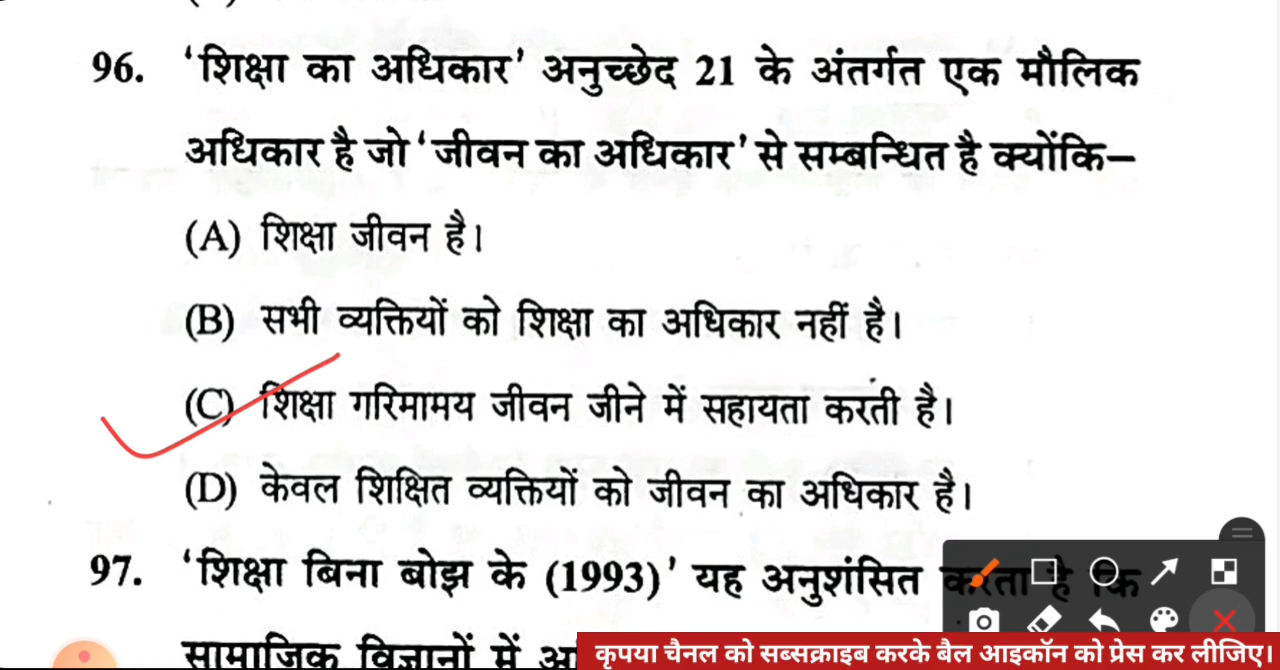 96. ‘शिक्षा का अधिकार’ अनुच्छेद 21 के अंतर्गत एक मौलिक
अधिकार है जो ‘जीवन का अधिकार’ से सम्बन्धित है क्योंकि–
(A) शिक्षा जीवन है।
(B) सभी व्यक्तियों को शिक्षा का अधिकार नहीं है।
(C) शिक्षा गरिमामय जीवन जीने में सहायता करती है।
(D) केवल शिक्षित व्यक्तियों को जीवन का अधिकार है।
97. ‘शिक्षा बिना बोझ के (1993)’ यह अनुशंसित करता है कि
सामाजिक विज्ञानों में
कृपया चैनल को सब्सक्राइब करके बैल आइकॉन को प्रेस कर लीजिए।